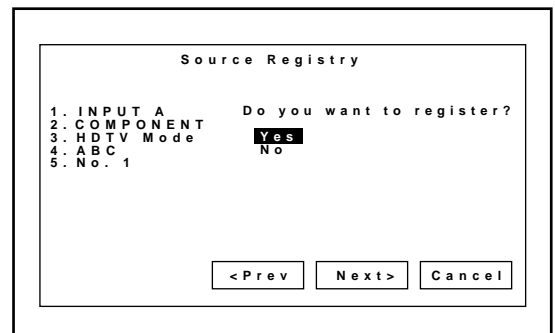 Source Registry
1. INPUT A
2. COMPONENT
3. HDTV Mode
4. ABC
5. No. 1
Do you want to register?
Yes
No
<Prev
Next>
Cancel